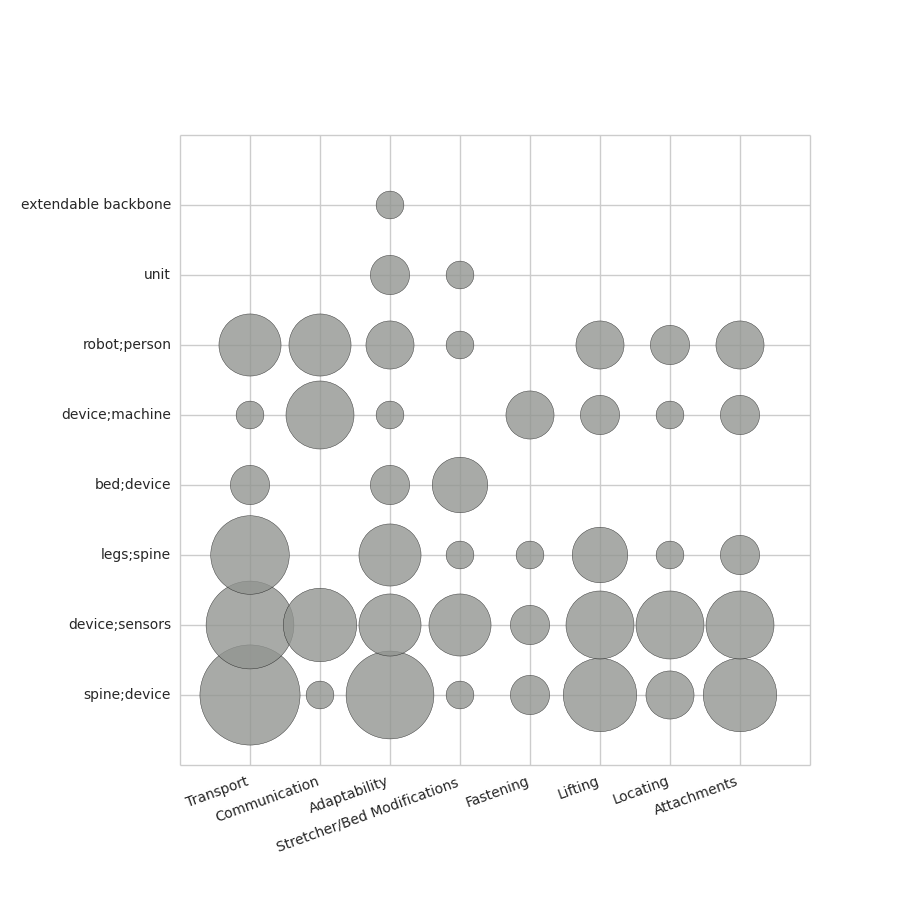 extendable backbone
unit
robot;person
device;machine
bed;device
legs;spine
device;sensors
spine;device
Transport
Communication
Adaptability
Stretcher/Bed Modifications
Fastening
Lifting
Locating
Attachments